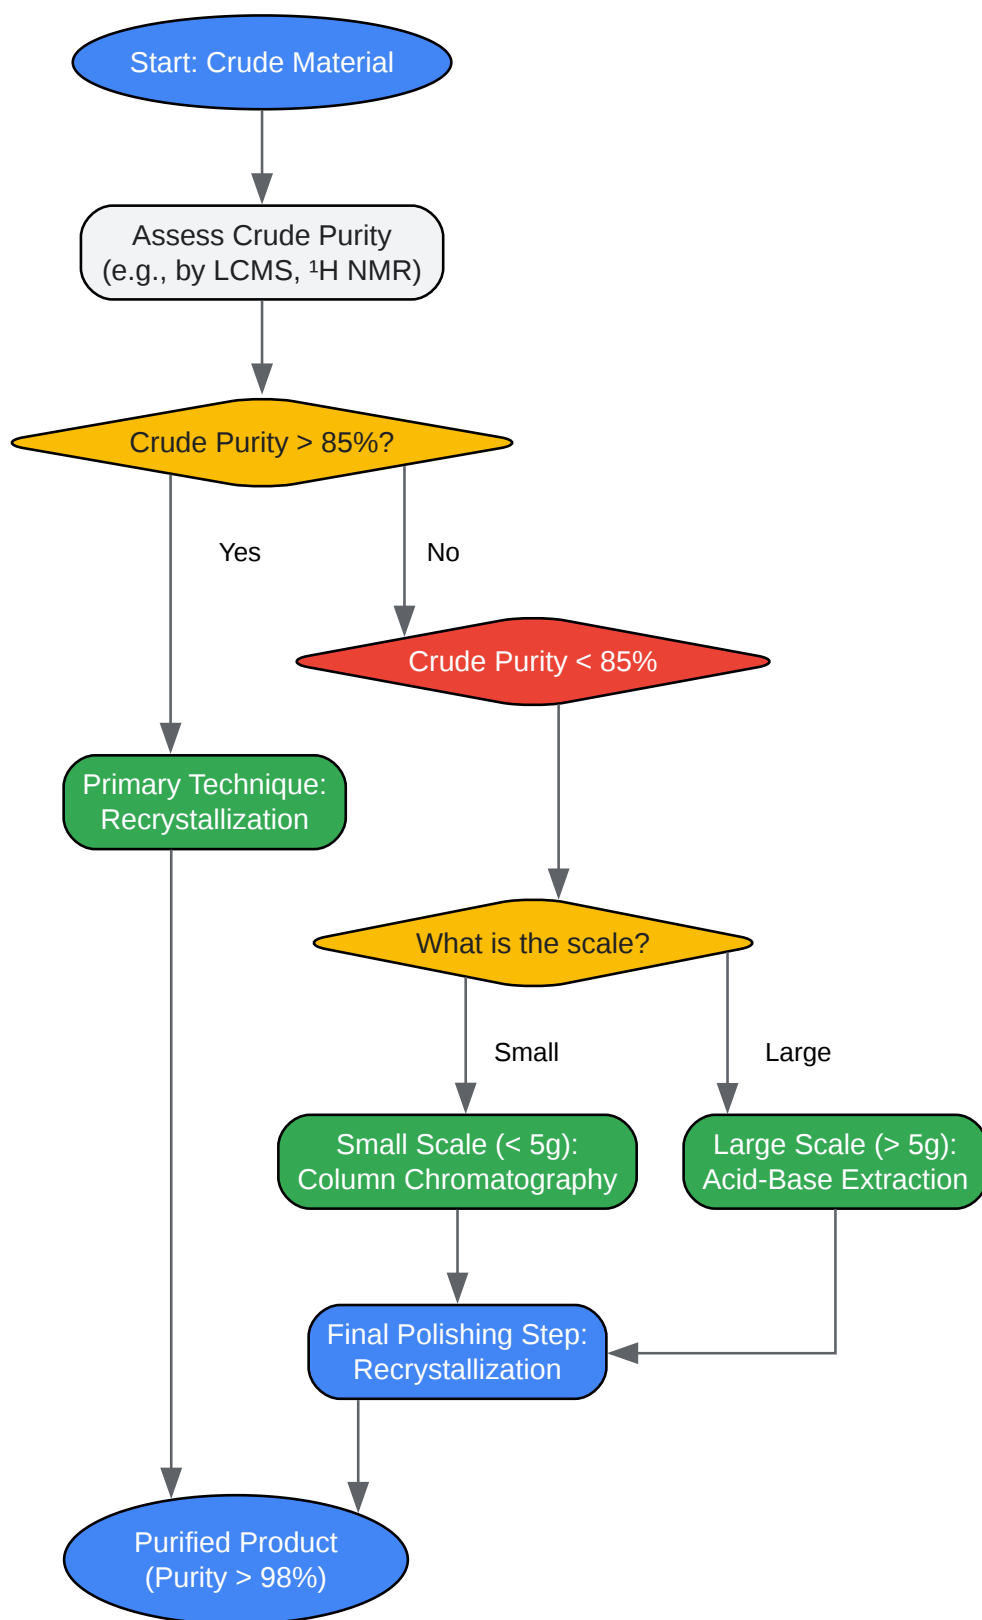 Start: Crude Material
Assess Crude Purity
(e.g., by LCMS, ¹H NMR)
Crude Purity > 85%?
Yes
No
Crude Purity < 85%
Primary Technique:
Recrystallization
What is the scale?
Small
Large
Small Scale (< 5g):
Column Chromatography
Large Scale (> 5g):
Acid-Base Extraction
Final Polishing Step:
Recrystallization
Purified Product
(Purity > 98%)